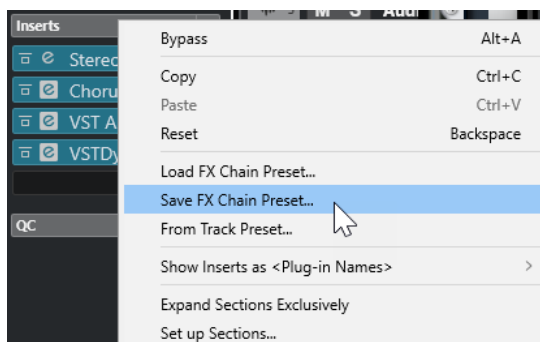 Inserts
Bypass Alt+A
Stereo
Copy Ctrl+C
Choru
Paste Ctrl+V
VST A
Reset Backspace
VSTDy
Load FX Chain Preset...
Save FX Chain Preset...
QC
From Track Preset...
Show Inserts as <Plug-in Names>
Expand Sections Exclusively
Set up Sections...